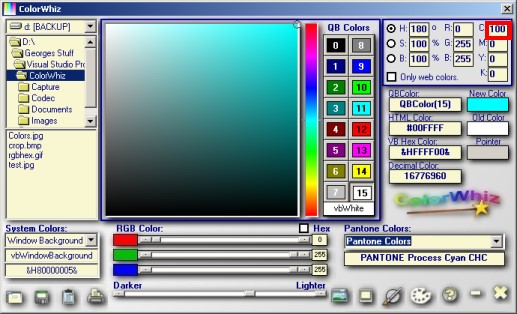 ColorWhiz
d: [BACKUP]
D:\
Georges Stuff
Visual Studio Pro
ColorWhiz
Capture
Codec
Documents
Images
Colors.jpg
crop.bmp
rgbhex.gif
test.jpg
QB Colors
0 8
1 9
2 10
3 11
4 12
5 13
6 14
7 15
vbWhite
H: 180 o R: 0 C: 100
S: 100 % G: 255 M: 0
B: 100 % B: 255 Y: 0
Only web colors. K: 0
QBColor: New Color
QBColor(15)
HTML Color: Old Color
#00FFFF
VB Hex Color: Pointer
&HFFFF00&
Decimal Color:
16776960
ColorWhiz
System Colors:
Window Background
vbWindowBackground
&H80000005&
RGB Color: Hex
0
255
255
Darker Lighter
Pantone Colors:
Pantone Colors
PANTONE Process Cyan CHC